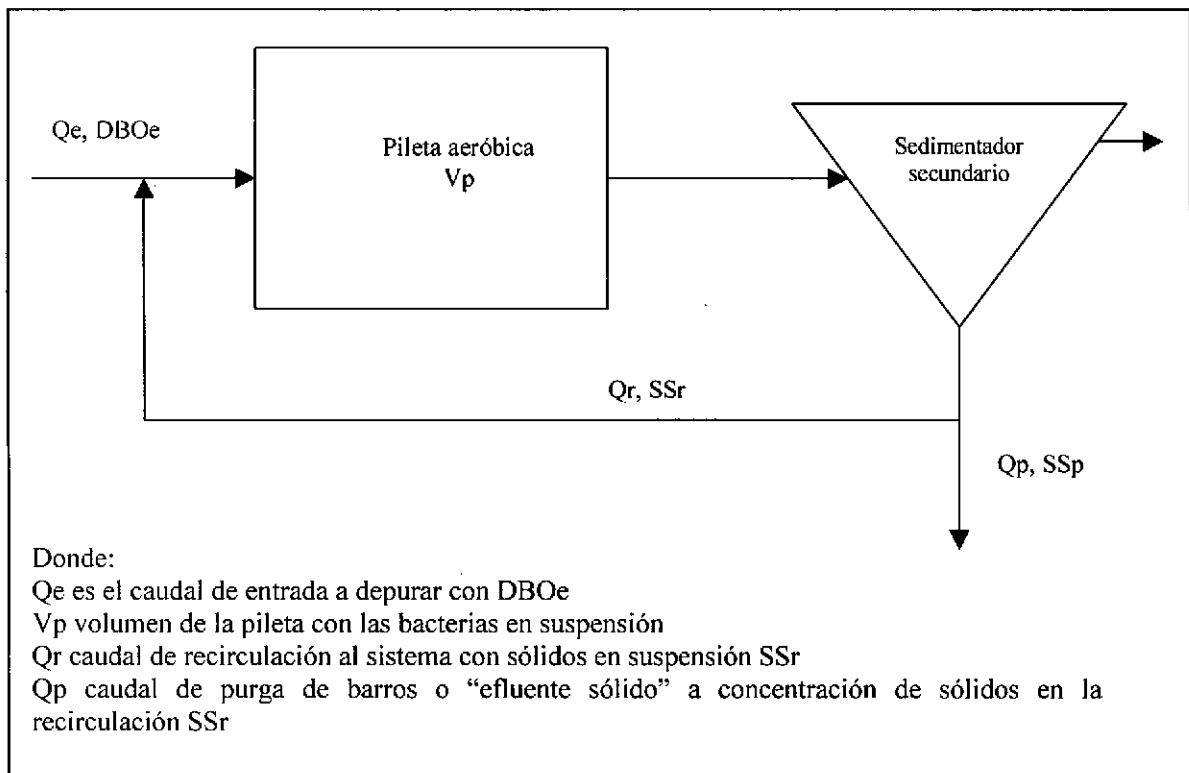 Qe, DBOe
Pileta aeróbica
Vp
Sedimentador
secundario
Qr, SSr
Qp, SSp
Donde:
Qe es el caudal de entrada a depurar con DBOe
Vp volumen de la pileta con las bacterias en suspensión
Qr caudal de recirculación al sistema con sólidos en suspensión SSr
Qp caudal de purga de barros o “efluente sólido” a concentración de sólidos en la
recirculación SSr